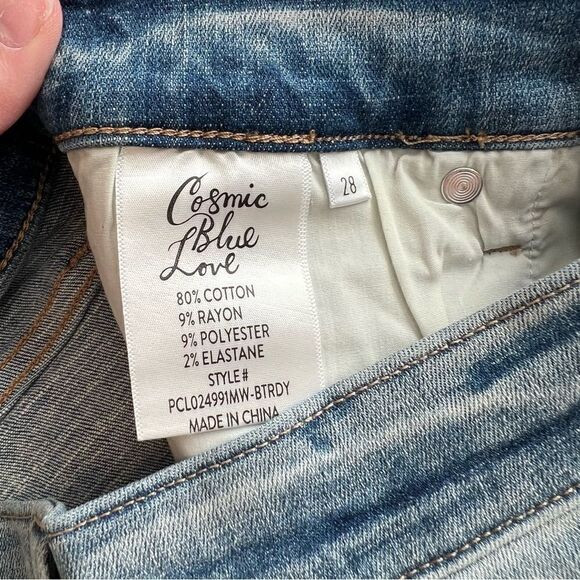 Cosmic
Blue
Love
80% COTTON
9% RAYON
9% POLYESTER
2% ELASTANE
STYLE#
PCL024991MW-BTRDY
MADE IN CHINA
28